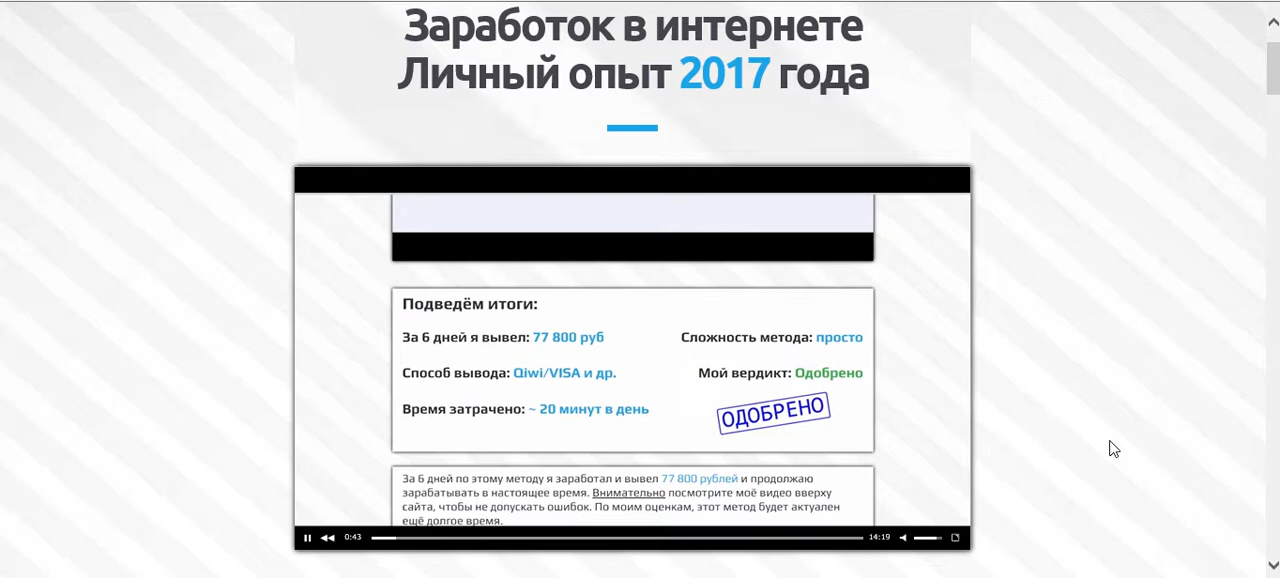 Заработок в интернете
Личный опыт 2017 года
Подведём итоги:
За 6 дней я вывел: 77 800 руб
Сложность метода: просто
Способ вывода: Qiwi/VISA и др.
Мой вердикт: Одобрено
Время затрачено: ~ 20 минут в день
ОДОБРЕНО
За 6 дней по этому методу я заработал и вывел 77 800 рублей и продолжаю
зарабатывать в настоящее время. Внимательно посмотрите моё видео вверху
сайта, чтобы не допускать ошибок. По моим оценкам, этот метод будет актуален
ещё долгое время.
0:43
14:19